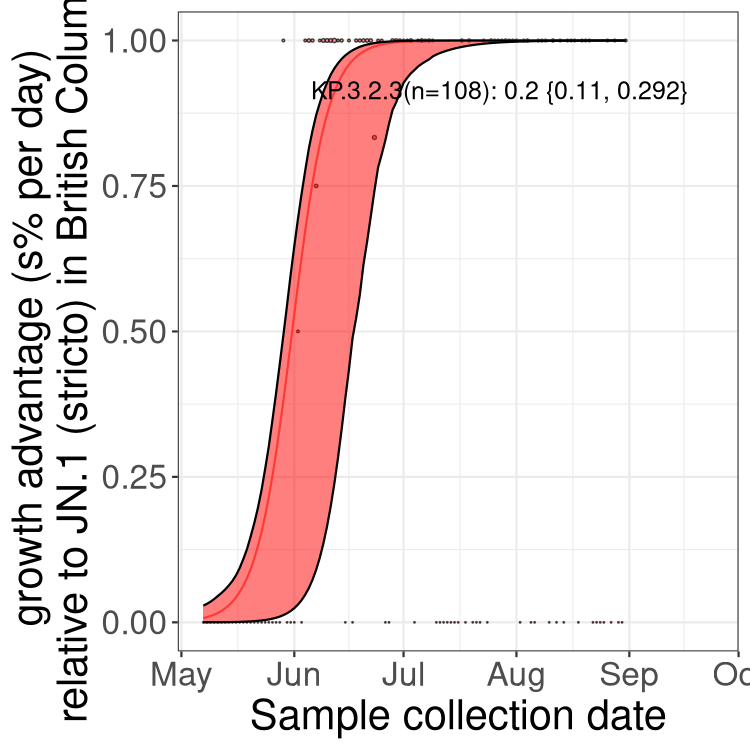 growth advantage (s% per day)
relative to JN.1 (stricto) in British Colum
1.00
0.75
0.50
0.25
0.00
KP.3.2.3(n=108): 0.2 {0.11, 0.292}
May Jun Jul Aug Sep Oc
Sample collection date